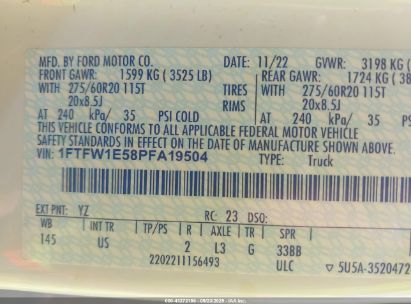 MFD. BY FORD MOTOR CO.
DATE: 11/22 GVWR: 3198 KG
FRONT GAWR: 1599 KG ( 3525 LB)
REAR GAWR: 1724 KG
WITH 275/60R20 115T TIRES WITH 275/60R20 115T
20x8.5J RIMS 20x8.5J
AT 240 kPa/ 35 PSI COLD AT 240 kPa/ 35
THIS VEHICLE CONFORMS TO ALL APPLICABLE FEDERAL MOTOR VEHICLE
SAFETY STANDARDS IN EFFECT ON THE DATE OF MANUFACTURE SHOWN ABOVE.
VIN: 1FTFW1E58PFA19504
TYPE: Truck
EXT PNT: YZ RC: 23 DSO:
WB INT TR TP/PS R AXLE TR SPR
145 US 2 L3 G 33BB
2202211156493 ULC
▽ 5U5A-3520472